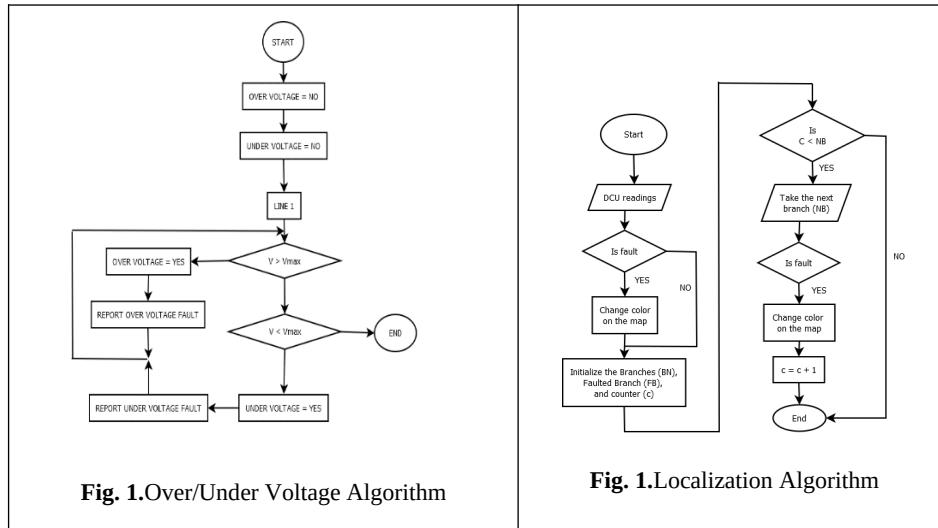 START
OVER VOLTAGE = NO
UNDER VOLTAGE = NO
LINE 1
V > Vmax
OVER VOLTAGE = YES
REPORT OVER VOLTAGE FAULT
V < Vmax
END
UNDER VOLTAGE = YES
REPORT UNDER VOLTAGE FAULT
Fig. 1.Over/Under Voltage Algorithm
Start
DCU readings
Is fault
YES
NO
Change color
on the map
Initialize the Branches (BN),
Faulted Branch (FB),
and counter (c)
Is
C < NB
YES
NO
Take the next
branch (NB)
Is fault
YES
Change color
on the map
c = c + 1
End
Fig. 1.Localization Algorithm